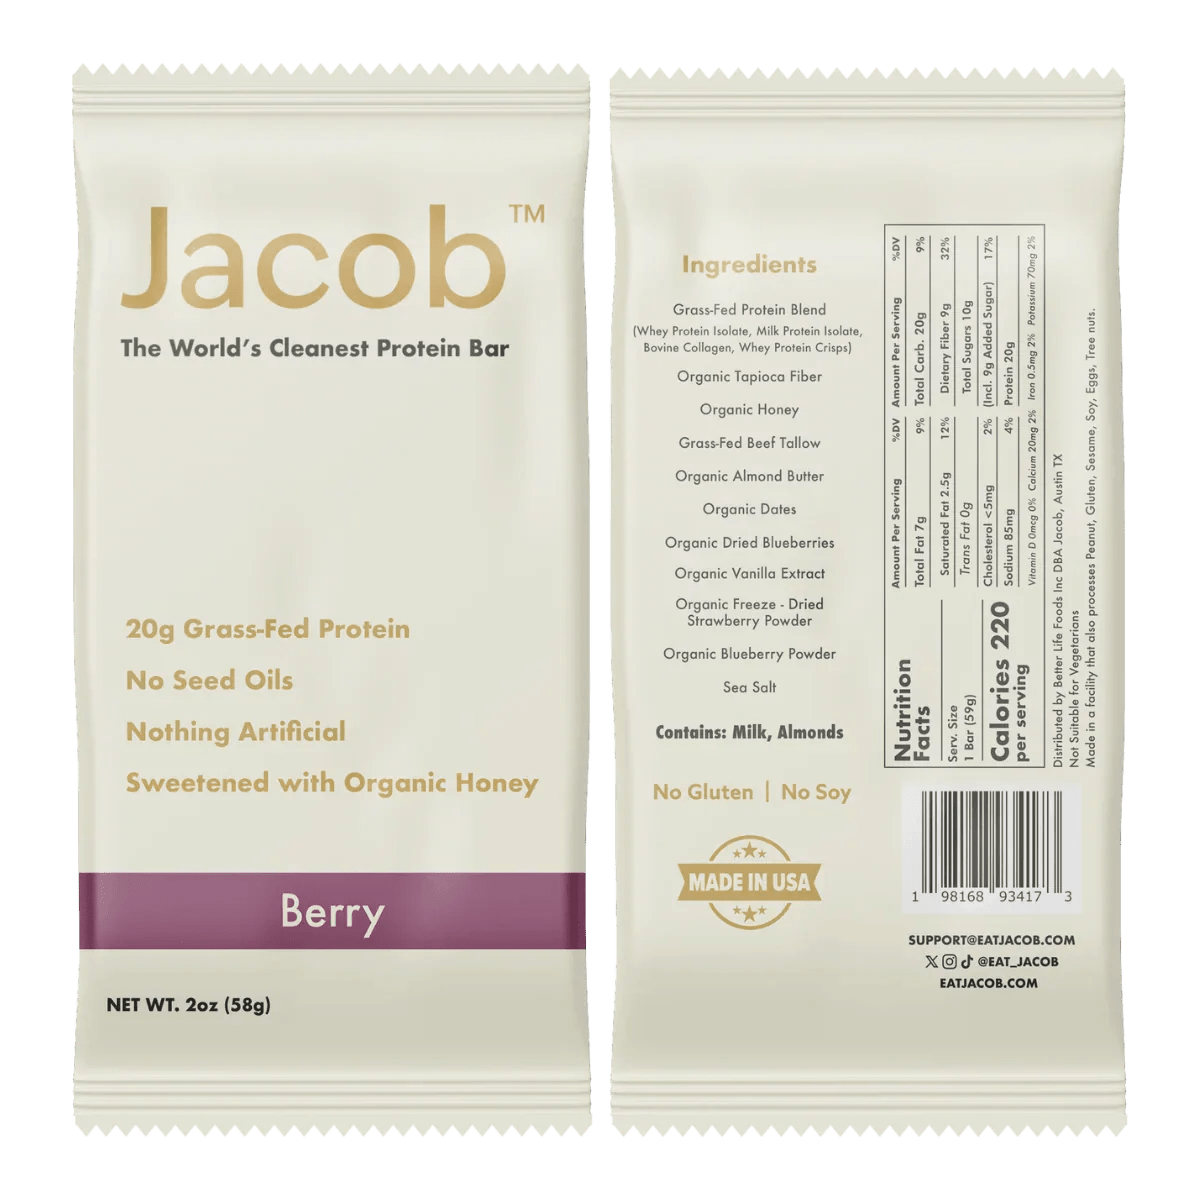 Jacob™
The World's Cleanest Protein Bar
20g Grass-Fed Protein
No Seed Oils
Nothing Artificial
Sweetened with Organic Honey
Berry
NET WT. 2oz (58g)
Ingredients
Grass-Fed Protein Blend
(Whey Protein Isolate, Milk Protein Isolate,
Bovine Collagen, Whey Protein Crisps)
Organic Tapioca Fiber
Organic Honey
Grass-Fed Beef Tallow
Organic Almond Butter
Organic Dates
Organic Dried Blueberries
Organic Vanilla Extract
Organic Freeze - Dried
Strawberry Powder
Organic Blueberry Powder
Sea Salt
Contains: Milk, Almonds
No Gluten | No Soy
MADE IN USA
Nutrition
Facts
Serv. Size
1 Bar (59g)
Calories 220
per serving
Amount Per Serving %DV
Total Fat 7g 9%
Saturated Fat 2.5g 12%
Trans Fat 0g
Cholesterol <5mg 2%
Sodium 85mg 4%
Amount Per Serving %DV
Total Carb. 20g 9%
Dietary Fiber 9g 32%
Total Sugars 10g
(Incl. 9g Added Sugar) 17%
Protein 20g
Vitamin D 0mcg 0% Calcium 20mg 2% Iron 0.5mg 2% Potassium 70mg 2%
Distributed by Better Life Foods Inc DBA Jacob, Austin TX
Not Suitable for Vegetarians
Made in a facility that also processes Peanut, Gluten, Sesame, Soy, Eggs, Tree nuts.
1 98168 93417 3
SUPPORT@EATJACOB.COM
@EAT_JACOB
EATJACOB.COM